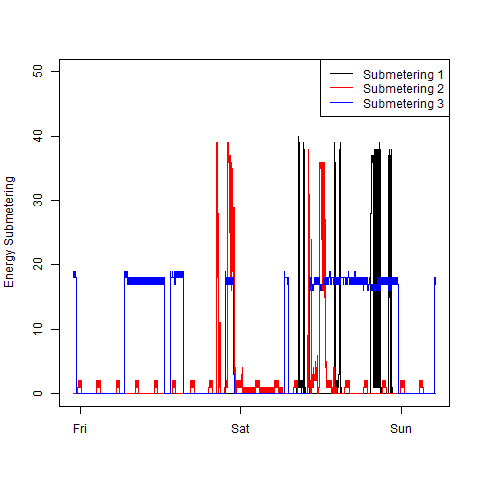 50
Submetering 1
Submetering 2
Submetering 3
40
30
20
10
0
Energy Submetering
Fri Sat Sun